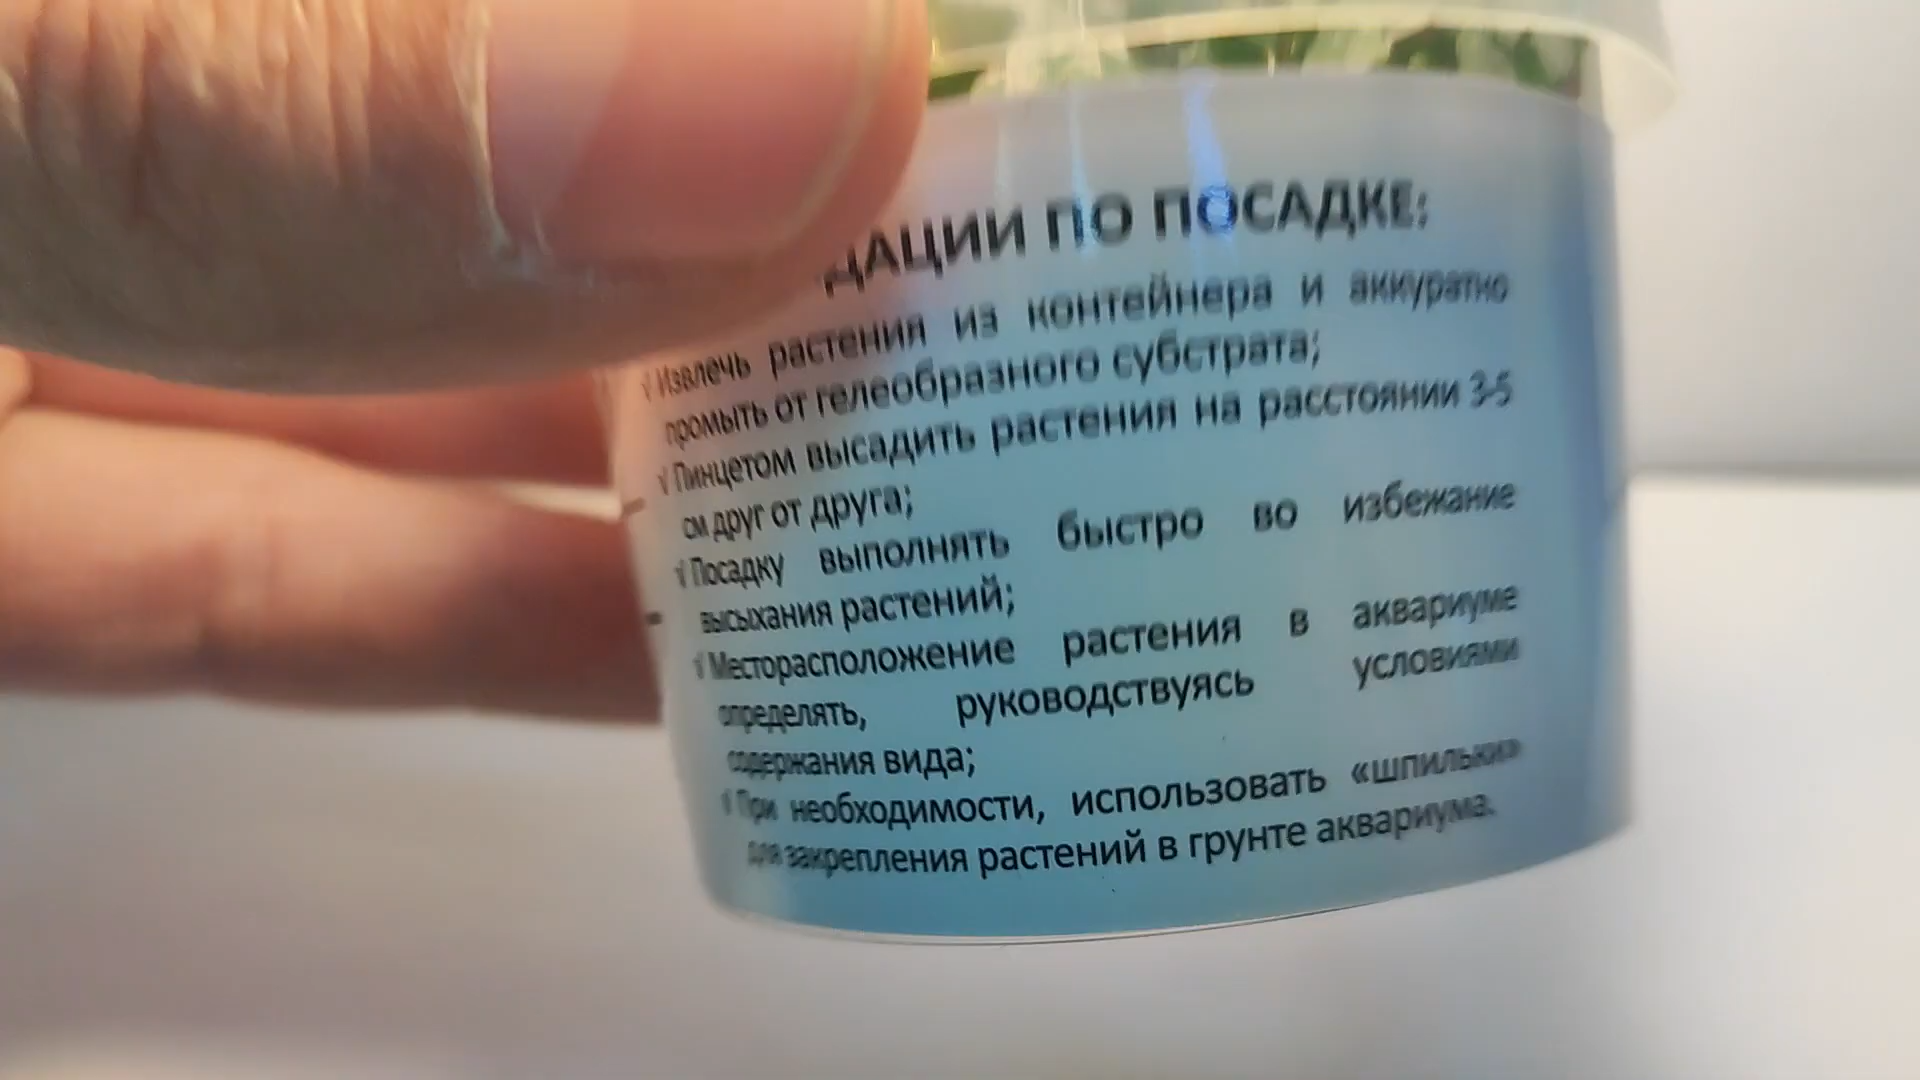 ДАЦИИ ПО ПОСАДКЕ:
√ Извлечь растения из контейнера и аккуратно
промыть от гелеобразного субстрата;
√ Пинцетом высадить растения на расстоянии 3-5
см друг от друга;
√ Посадку выполнять быстро во избежание
высыхания растений;
√ Месторасположение растения в аквариуме
определять, руководствуясь условиями
содержания вида;
√ При необходимости, использовать «шпильки»
для закрепления растений в грунте аквариума.